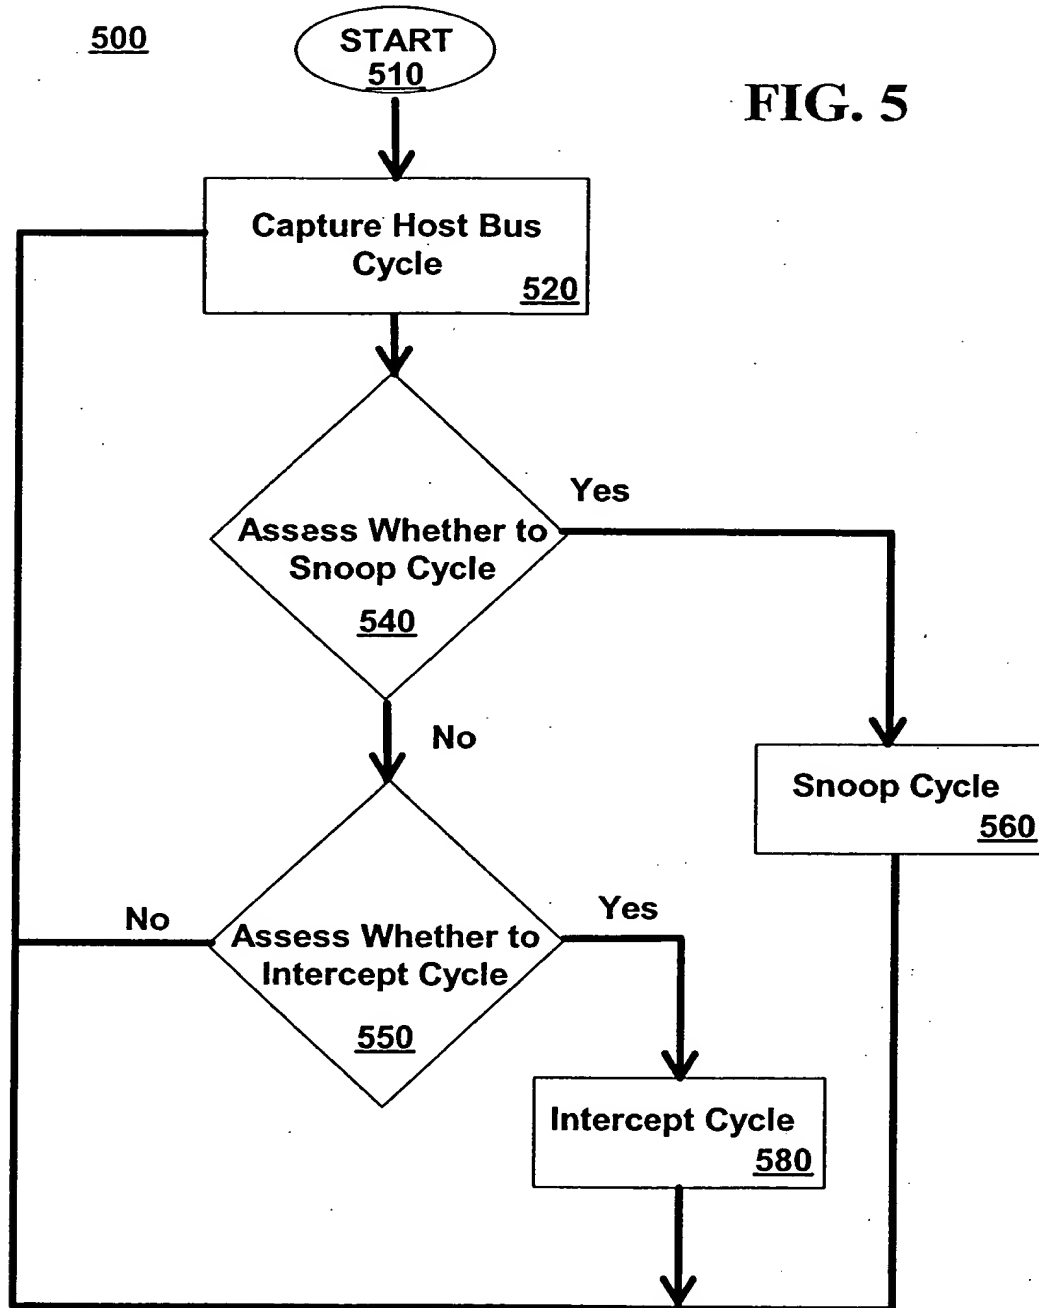 500
START
510
FIG. 5
Capture Host Bus
Cycle
520
Yes
Assess Whether to
Snoop Cycle
540
No
Snoop Cycle
560
No
Yes
Assess Whether to
Intercept Cycle
550
Intercept Cycle
580